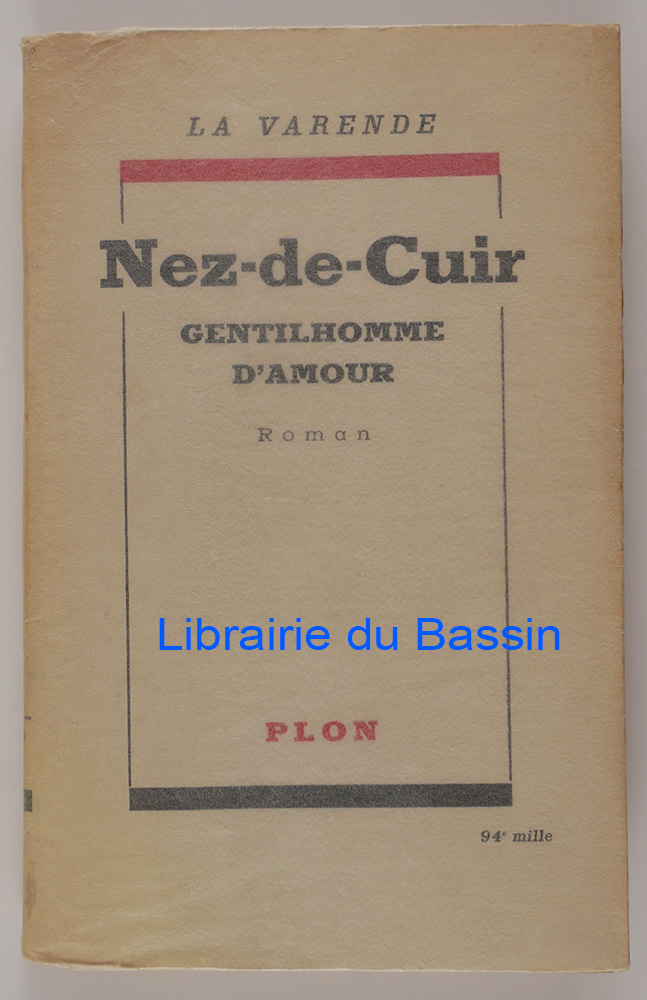 LA VARENDE
Nez-de-Cuir
GENTILHOMME
D'AMOUR
Roman
Librairie du Bassin
PLON
94e mille